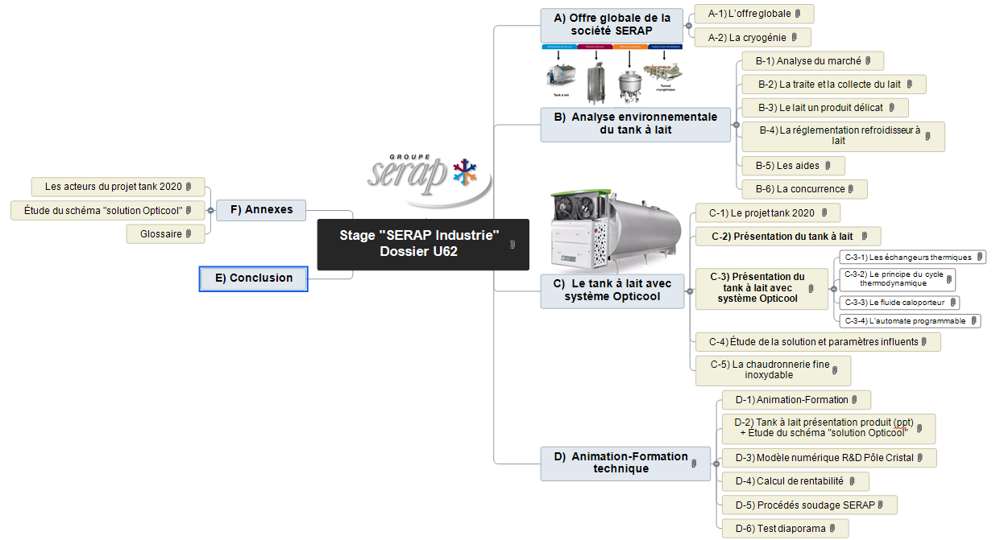 GROUPE
serap
Stage "SERAP Industrie"
Dossier U62
A) Offre globale de la
société SERAP
A-1) L'offre globale
A-2) La cryogénie
Tank à lait
Tunnel
cryogénique
B) Analyse environnementale
du tank à lait
B-1) Analyse du marché
B-2) La traite et la collecte du lait
B-3) Le lait un produit délicat
B-4) La réglementation refroidisseur à
lait
B-5) Les aides
B-6) La concurrence
C) Le tank à lait avec
système Opticool
C-1) Le projet tank 2020
C-2) Présentation du tank à lait
C-3) Présentation du
tank à lait avec
système Opticool
C-3-1) Les échangeurs thermiques
C-3-2) Le principe du cycle
thermodynamique
C-3-3) Le fluide caloporteur
C-3-4) L'automate programmable
C-4) Étude de la solution et paramètres influents
C-5) La chaudronnerie fine
inoxydable
D) Animation-Formation
technique
D-1) Animation-Formation
D-2) Tank à lait présentation produit (ppt)
+ Étude du schéma "solution Opticool"
D-3) Modèle numérique R&D Pôle Cristal
D-4) Calcul de rentabilité
D-5) Procédés soudage SERAP
D-6) Test diaporama
E) Conclusion
F) Annexes
Les acteurs du projet tank 2020
Étude du schéma "solution Opticool"
Glossaire